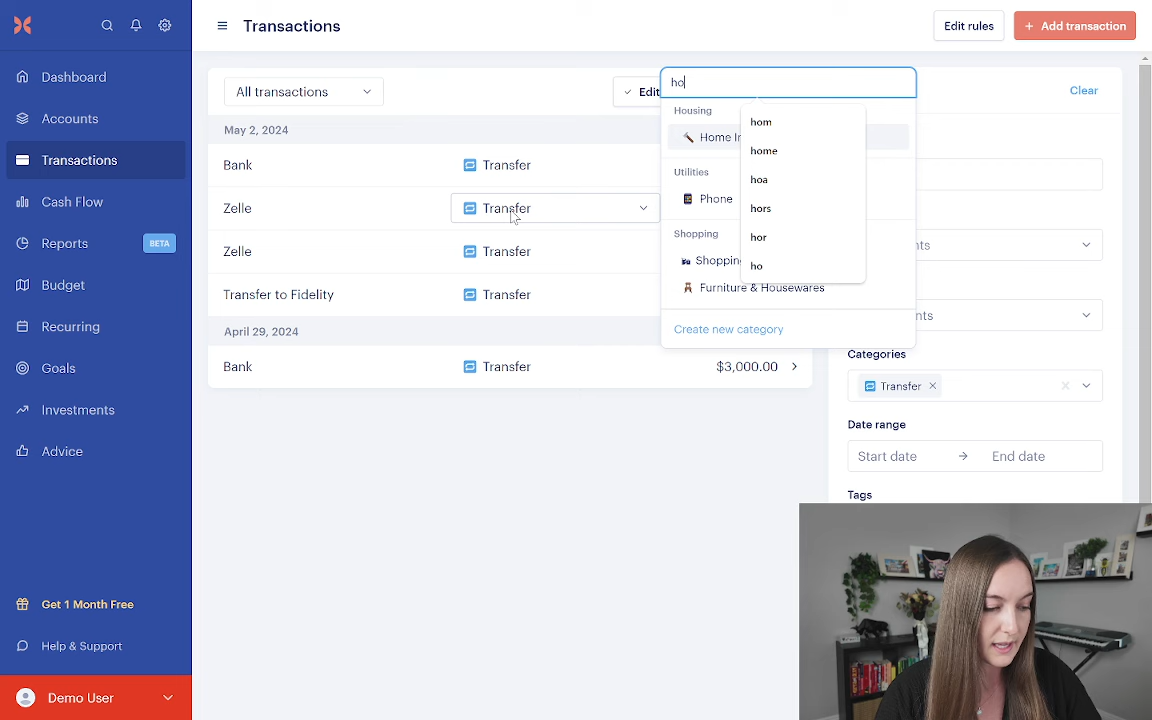 Transactions
Edit rules
+ Add transaction
Dashboard
Accounts
Transactions
Cash Flow
Reports
BETA
Budget
Recurring
Goals
Investments
Advice
Get 1 Month Free
Help & Support
Demo User
All transactions
Edit
ho
Clear
May 2, 2024
Bank
Transfer
Zelle
Transfer
Zelle
Transfer
Transfer to Fidelity
Transfer
April 29, 2024
Bank
Transfer
$3,000.00
Housing
Home
Utilities
Phone
Shopping
Shopping
Furniture & Housewares
Create new category
hom
home
hoa
hors
hor
ho
Categories
Transfer
Date range
Start date
End date
Tags